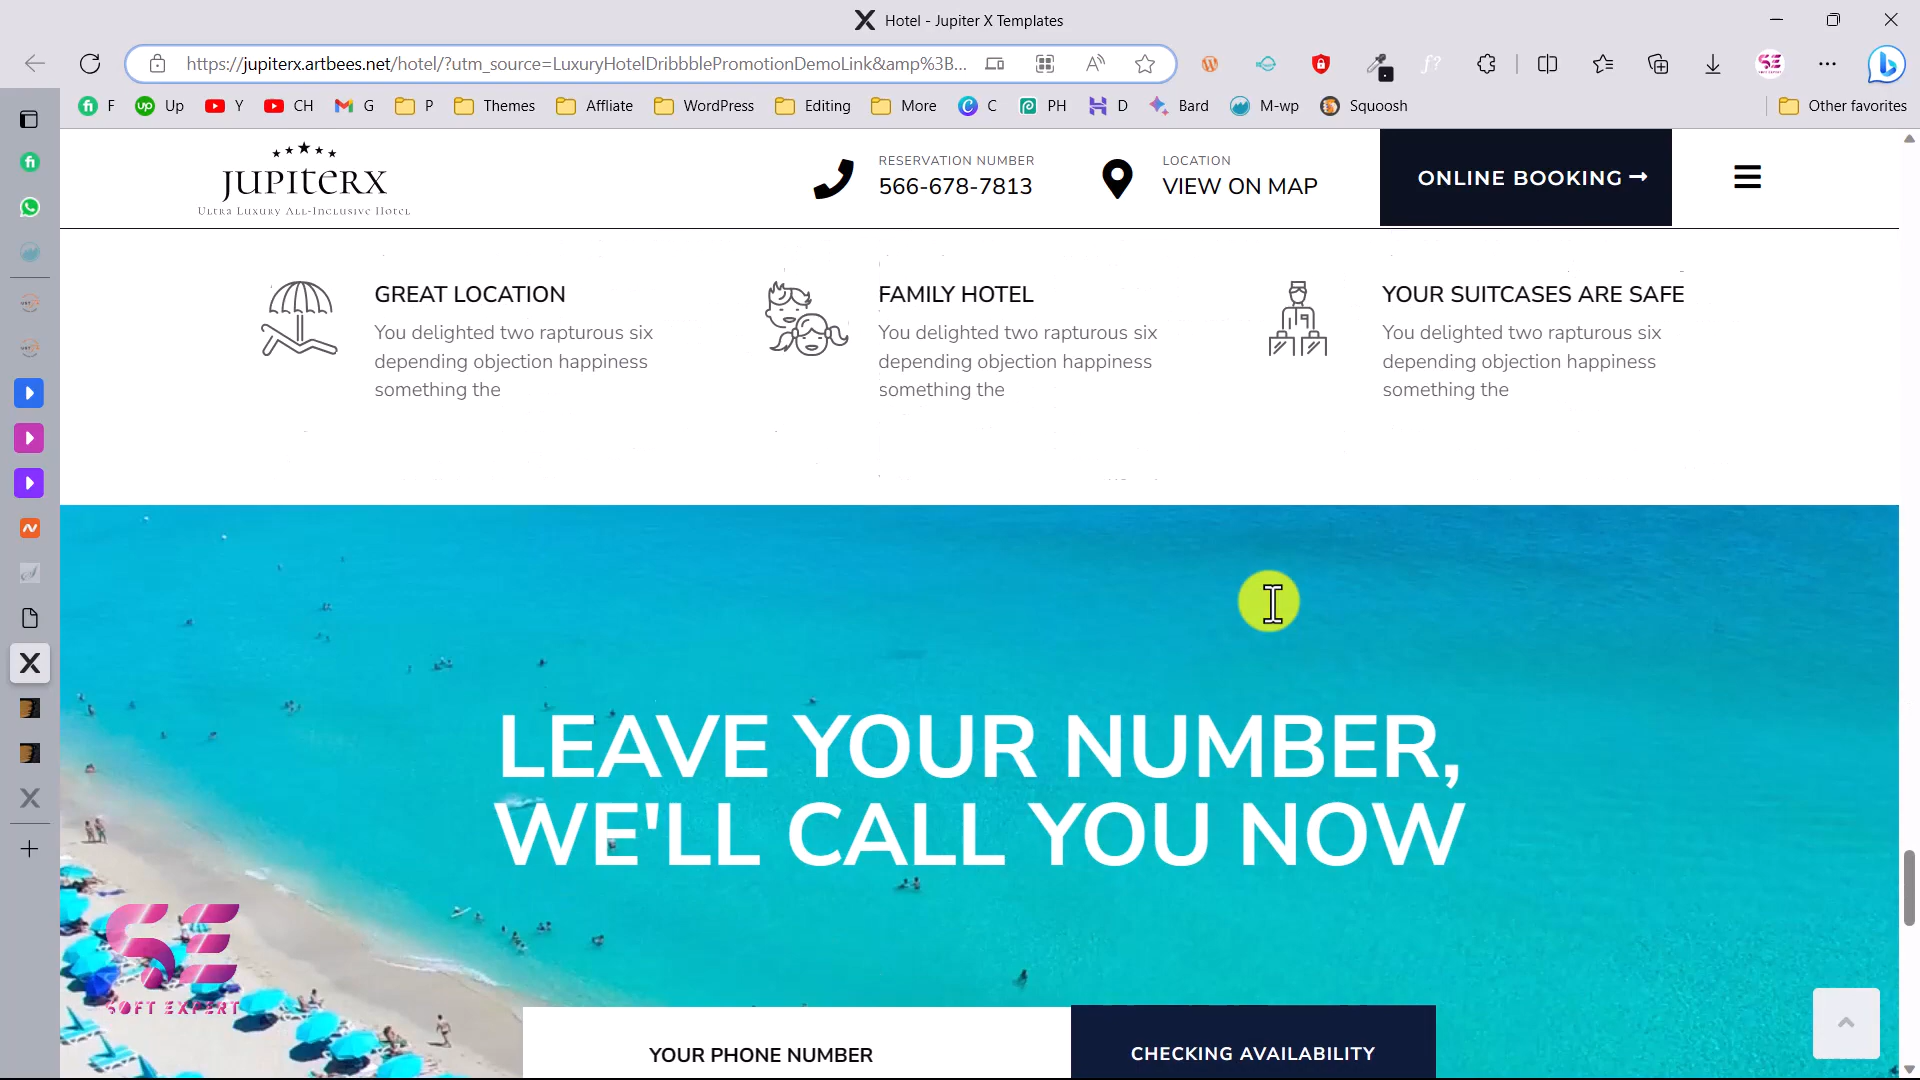 Hotel - Jupiter X Templates
https://jupiterx.artbees.net/hotel/?utm_source=LuxuryHotelDribbblePromotionDemoLink&amp%3B...
F
Up
Y
CH
G
P
Themes
Affliate
WordPress
Editing
More
C
PH
D
Bard
M-wp
Squoosh
Other favorites
JUPITERX
ULTRA LUXURY ALL-INCLUSIVE HOTEL
RESERVATION NUMBER
566-678-7813
LOCATION
VIEW ON MAP
ONLINE BOOKING
GREAT LOCATION
You delighted two rapturous six
depending objection happiness
something the
FAMILY HOTEL
You delighted two rapturous six
depending objection happiness
something the
YOUR SUITCASES ARE SAFE
You delighted two rapturous six
depending objection happiness
something the
LEAVE YOUR NUMBER,
WE'LL CALL YOU NOW
SE
SOFT EXPERT
YOUR PHONE NUMBER
CHECKING AVAILABILITY